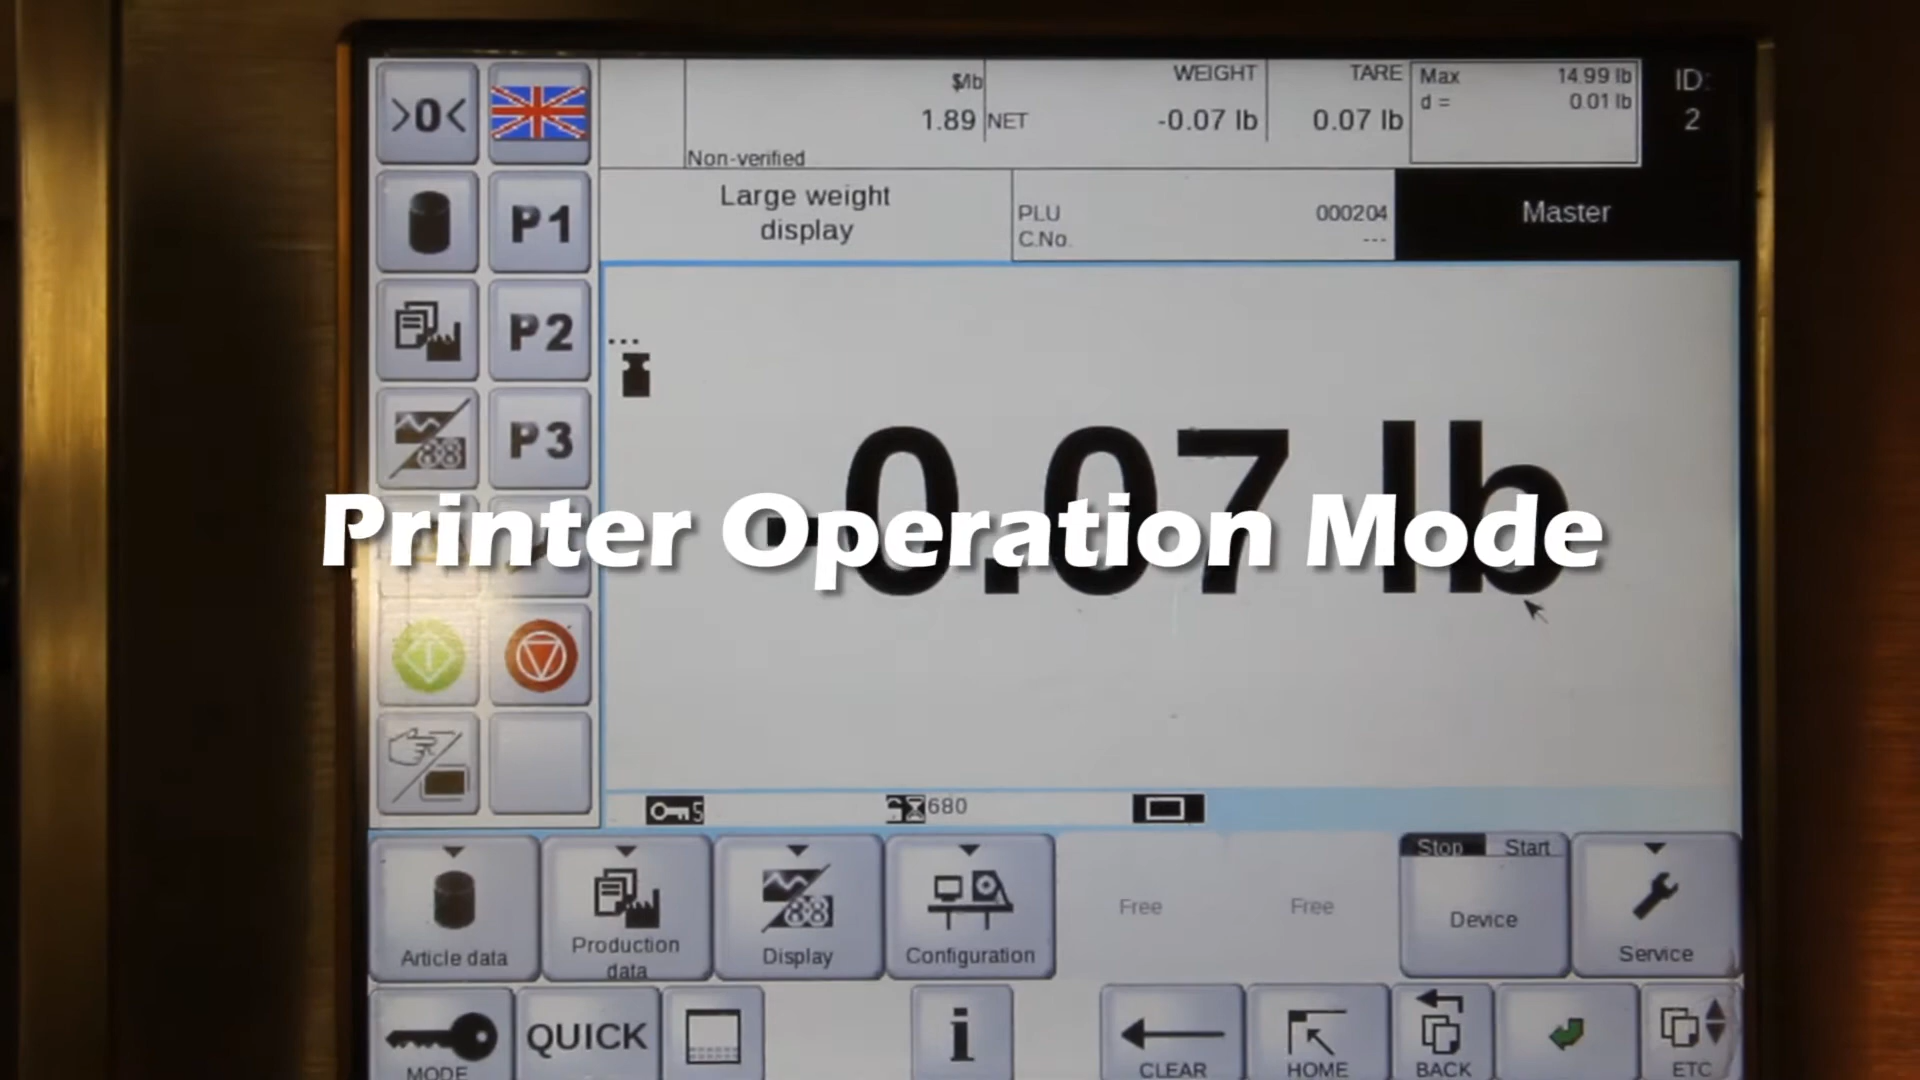 >0<
$/lb
1.89
NET
WEIGHT
-0.07 lb
TARE
0.07 lb
Max 14.99 lb
d = 0.01 lb
ID:
2
Non-verified
P1
Large weight
display
PLU 000204
C.No. ---
Master
P2
P3
-0.07 lb
Printer Operation Mode
5
680
Article data
Production
data
Display
Configuration
Free
Free
Stop Start
Device
Service
MODE
QUICK
i
CLEAR
HOME
BACK
ETC